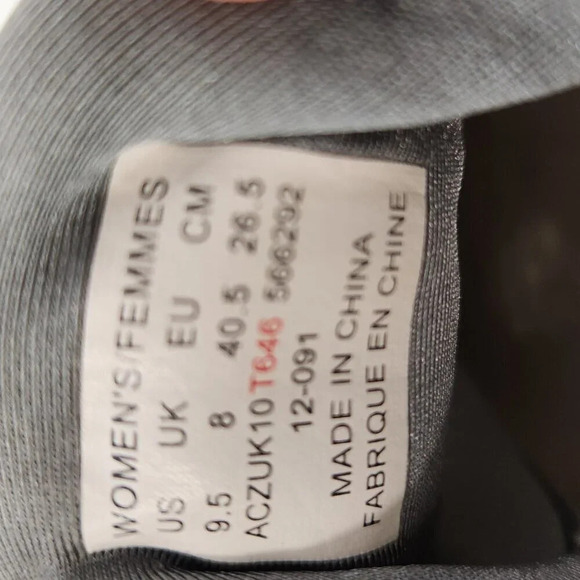 WOMEN'S/FEMMES
US UK EU CM
9.5 8 40.5 26.5
ACZUK10T646 566292
12-091
MADE IN CHINA
FABRIQUE EN CHINE